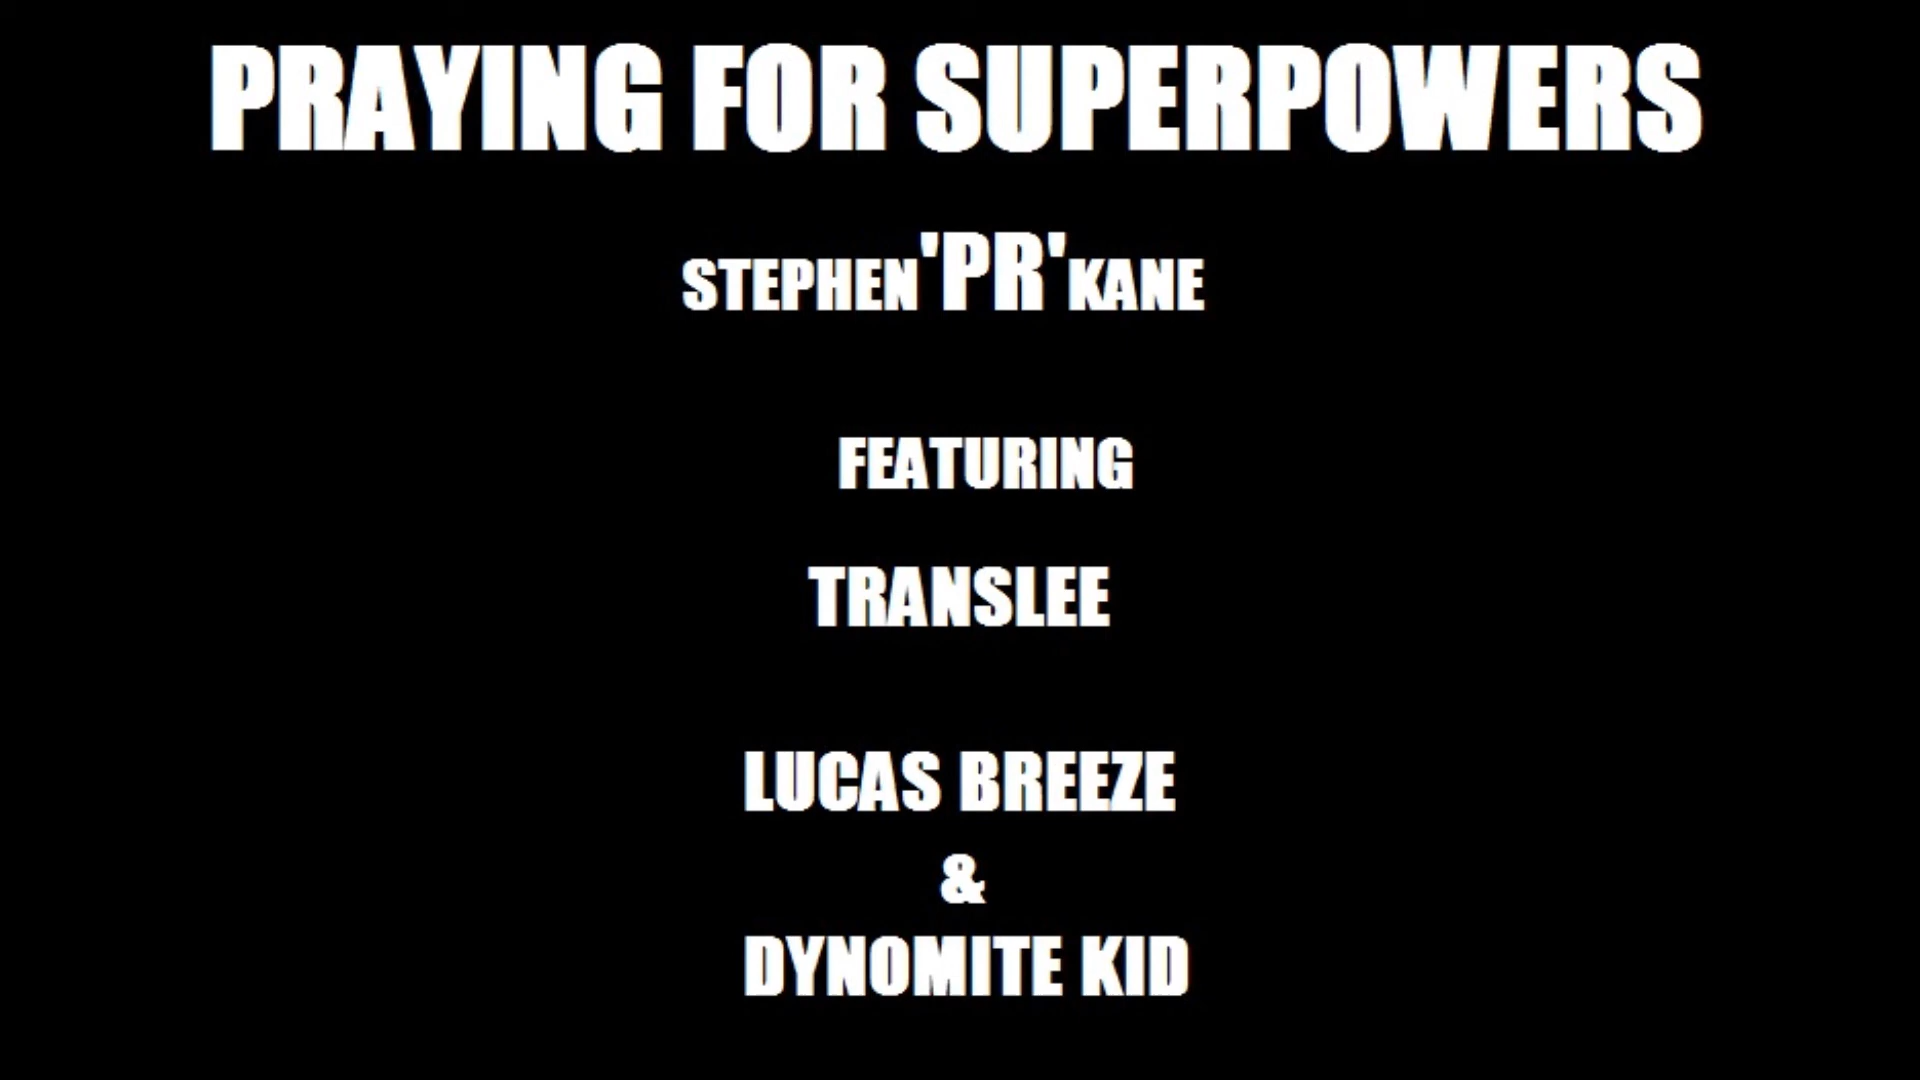 PRAYING FOR SUPERPOWERS
STEPHEN'PR'KANE
FEATURING
TRANSLEE
LUCAS BREEZE
&
DYNOMITE KID